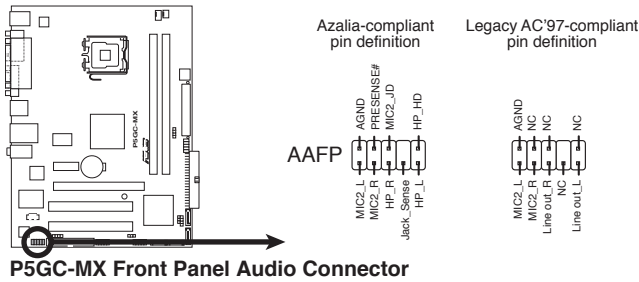 Azalia-compliant
pin definition
Legacy AC'97-compliant
pin definition
P5GC-MX
AAFP
AGND
PRESENSE#
MIC2_JD
HP_HD
MIC2_L
MIC2_R
HP_R
Jack_Sense
HP_L
AGND
NC
NC
NC
MIC2_L
MIC2_R
Line out_R
NC
Line out_L
P5GC-MX Front Panel Audio Connector